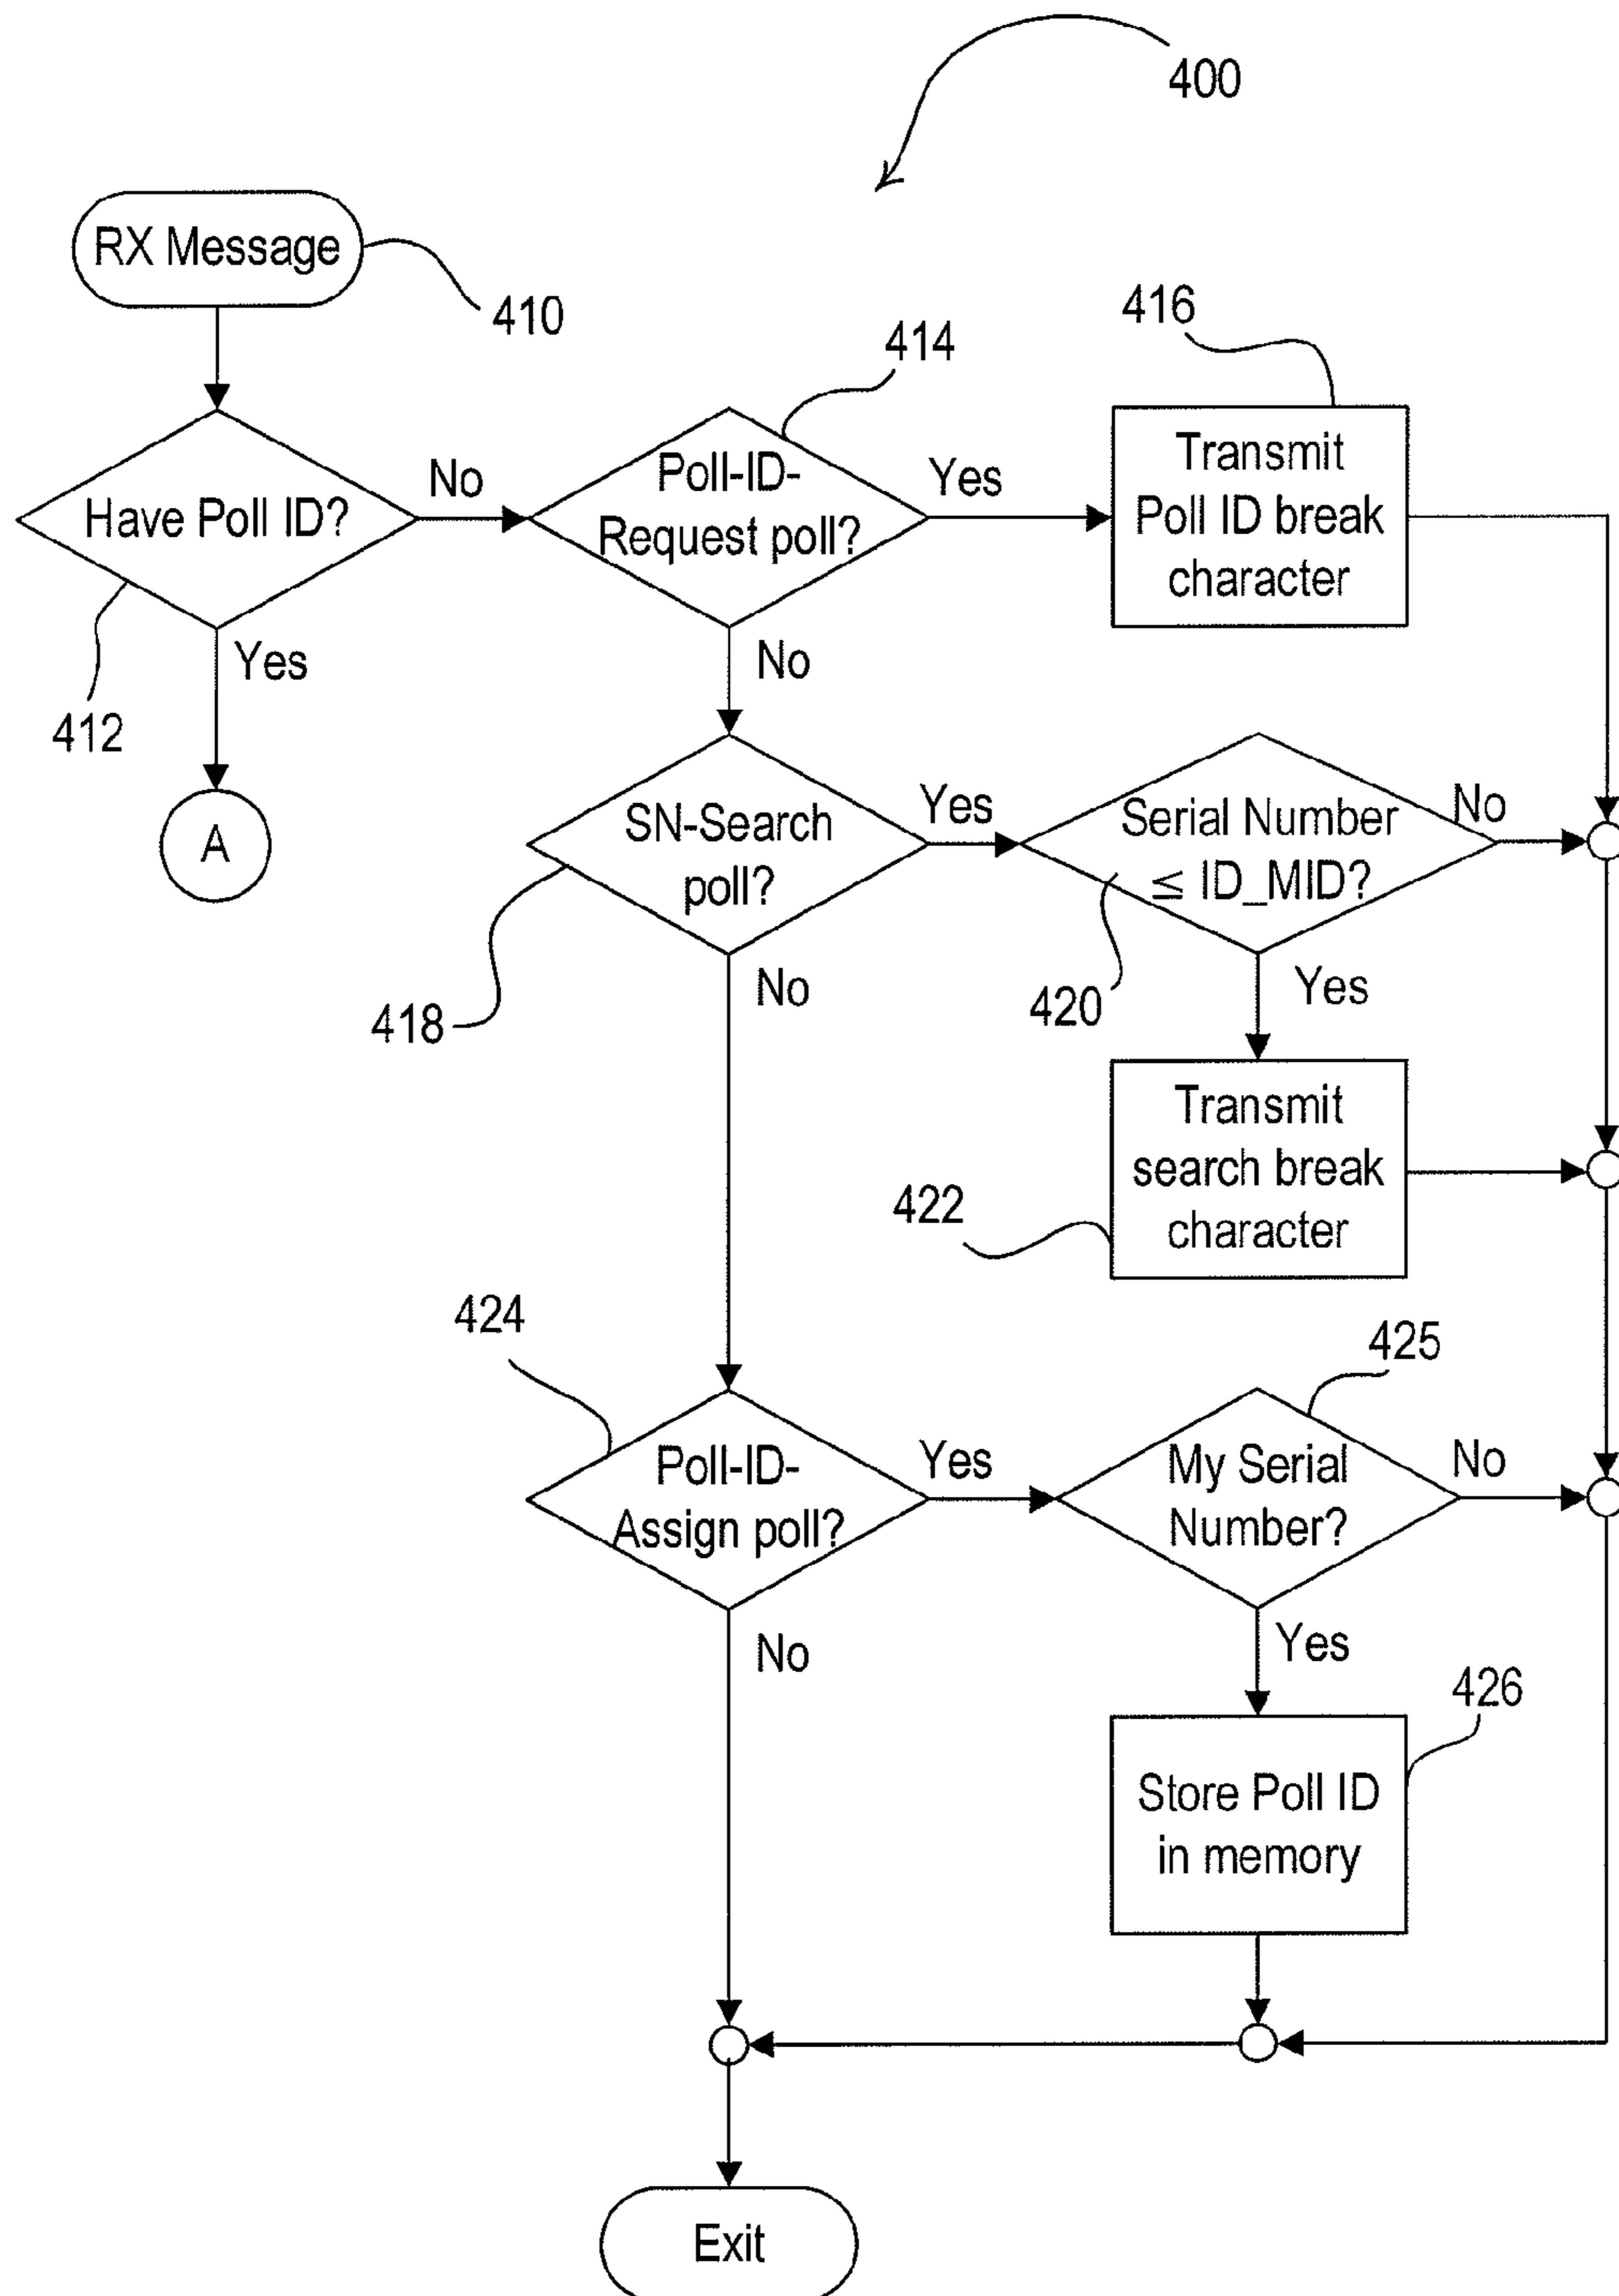 400
RX Message
410
416
414
Have Poll ID?
No
Poll-ID-
Request poll?
Yes
Transmit
Poll ID break
character
Yes
No
412
A
SN-Search
poll?
Yes
Serial Number
≤ ID_MID?
No
418
No
420
Yes
Transmit
search break
character
422
424
425
Poll-ID-
Assign poll?
Yes
My Serial
Number?
No
No
Yes
426
Store Poll ID
in memory
Exit